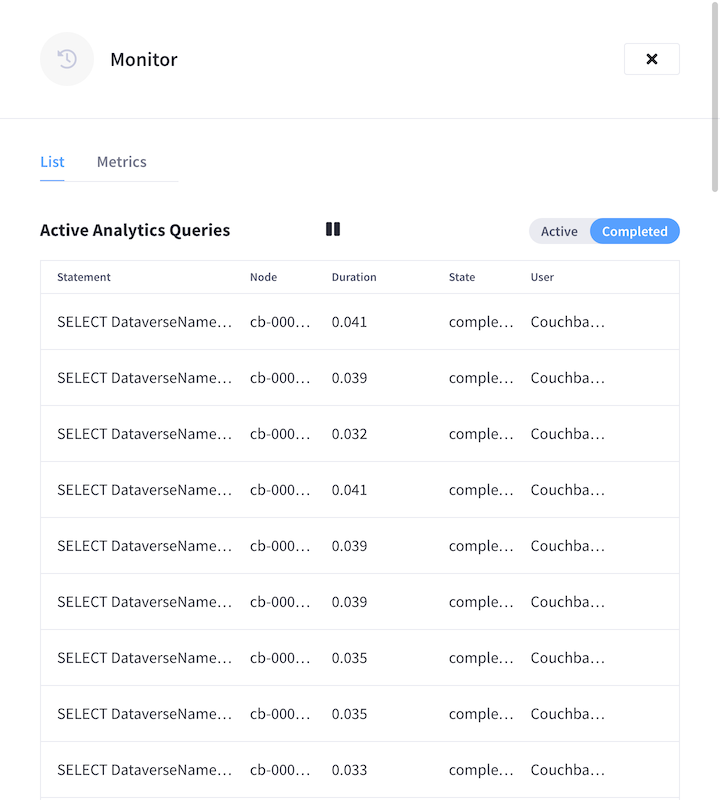 Monitor
List Metrics
Active Analytics Queries Active Completed
Statement Node Duration State User
SELECT DataverseName... cb-000... 0.041 comple... Couchba...
SELECT DataverseName... cb-000... 0.039 comple... Couchba...
SELECT DataverseName... cb-000... 0.032 comple... Couchba...
SELECT DataverseName... cb-000... 0.041 comple... Couchba...
SELECT DataverseName... cb-000... 0.039 comple... Couchba...
SELECT DataverseName... cb-000... 0.039 comple... Couchba...
SELECT DataverseName... cb-000... 0.035 comple... Couchba...
SELECT DataverseName... cb-000... 0.035 comple... Couchba...
SELECT DataverseName... cb-000... 0.033 comple... Couchba...